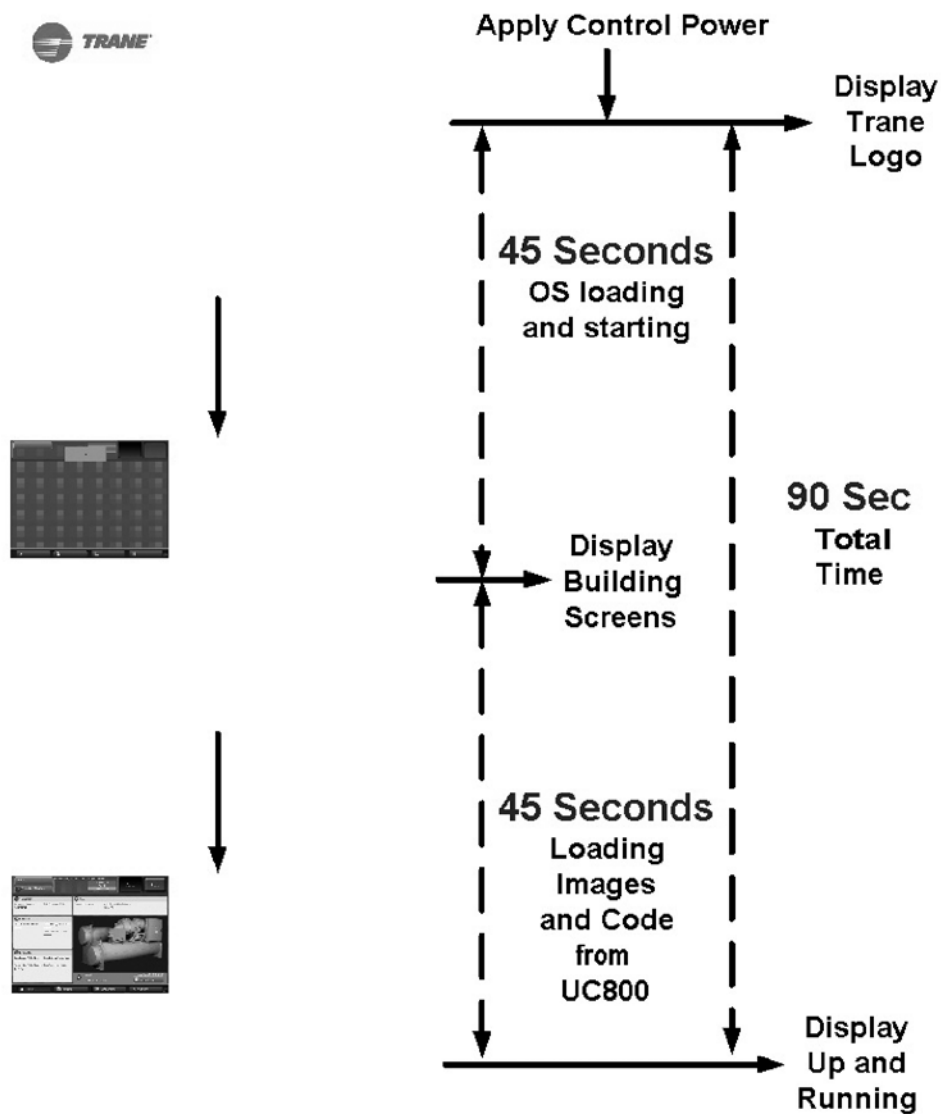 TRANE
Apply Control Power
Display
Trane
Logo
45 Seconds
OS loading
and starting
90 Sec
Total
Time
Display
Building
Screens
45 Seconds
Loading
Images
and Code
from
UC800
Display
Up and
Running